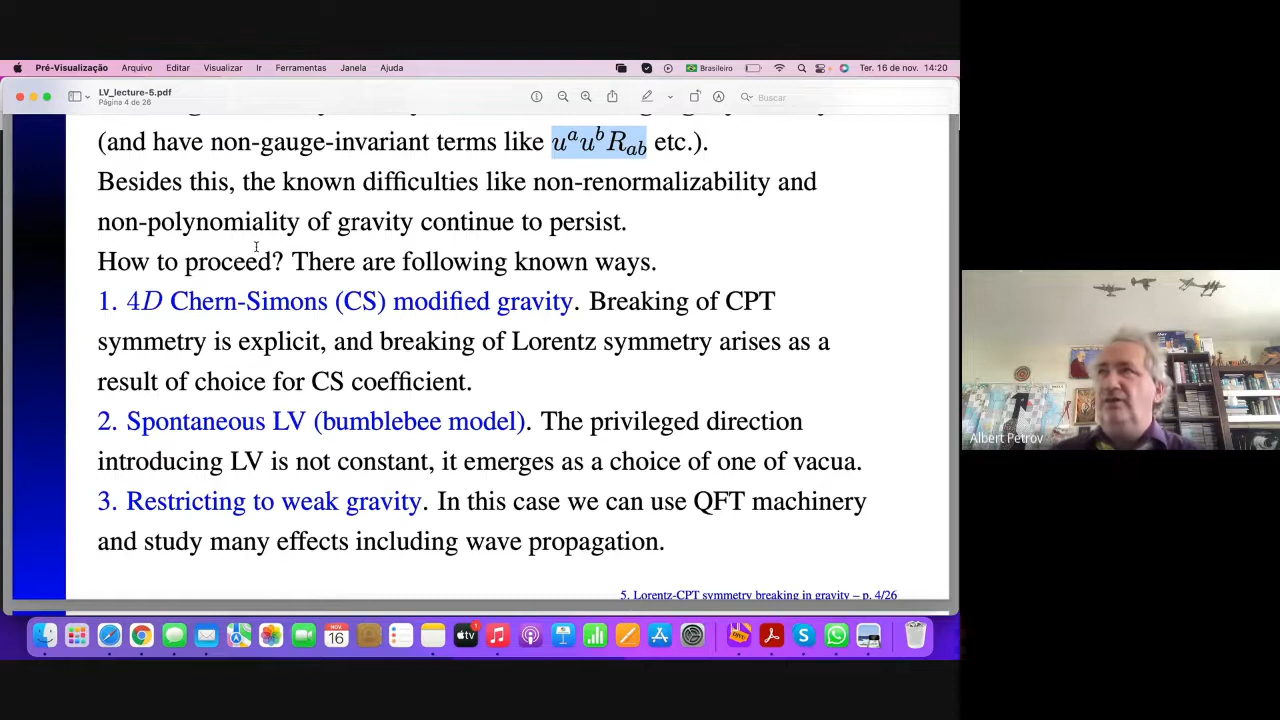 Pré-Visualização Arquivo Editar Visualizar Ir Ferramentas Janela Ajuda Brasileiro Ter. 16 de nov. 14:20
LV_lecture-5.pdf
Página 4 de 26
Buscar
(and have non-gauge-invariant terms like uᵃuᵇR_ab etc.).
Besides this, the known difficulties like non-renormalizability and
non-polynomiality of gravity continue to persist.
How to proceed? There are following known ways.
1. 4D Chern-Simons (CS) modified gravity. Breaking of CPT
symmetry is explicit, and breaking of Lorentz symmetry arises as a
result of choice for CS coefficient.
2. Spontaneous LV (bumblebee model). The privileged direction
introducing LV is not constant, it emerges as a choice of one of vacua.
3. Restricting to weak gravity. In this case we can use QFT machinery
and study many effects including wave propagation.
5. Lorentz-CPT symmetry breaking in gravity – p. 4/26
Albert Petrov
NOV.
16
tv
1